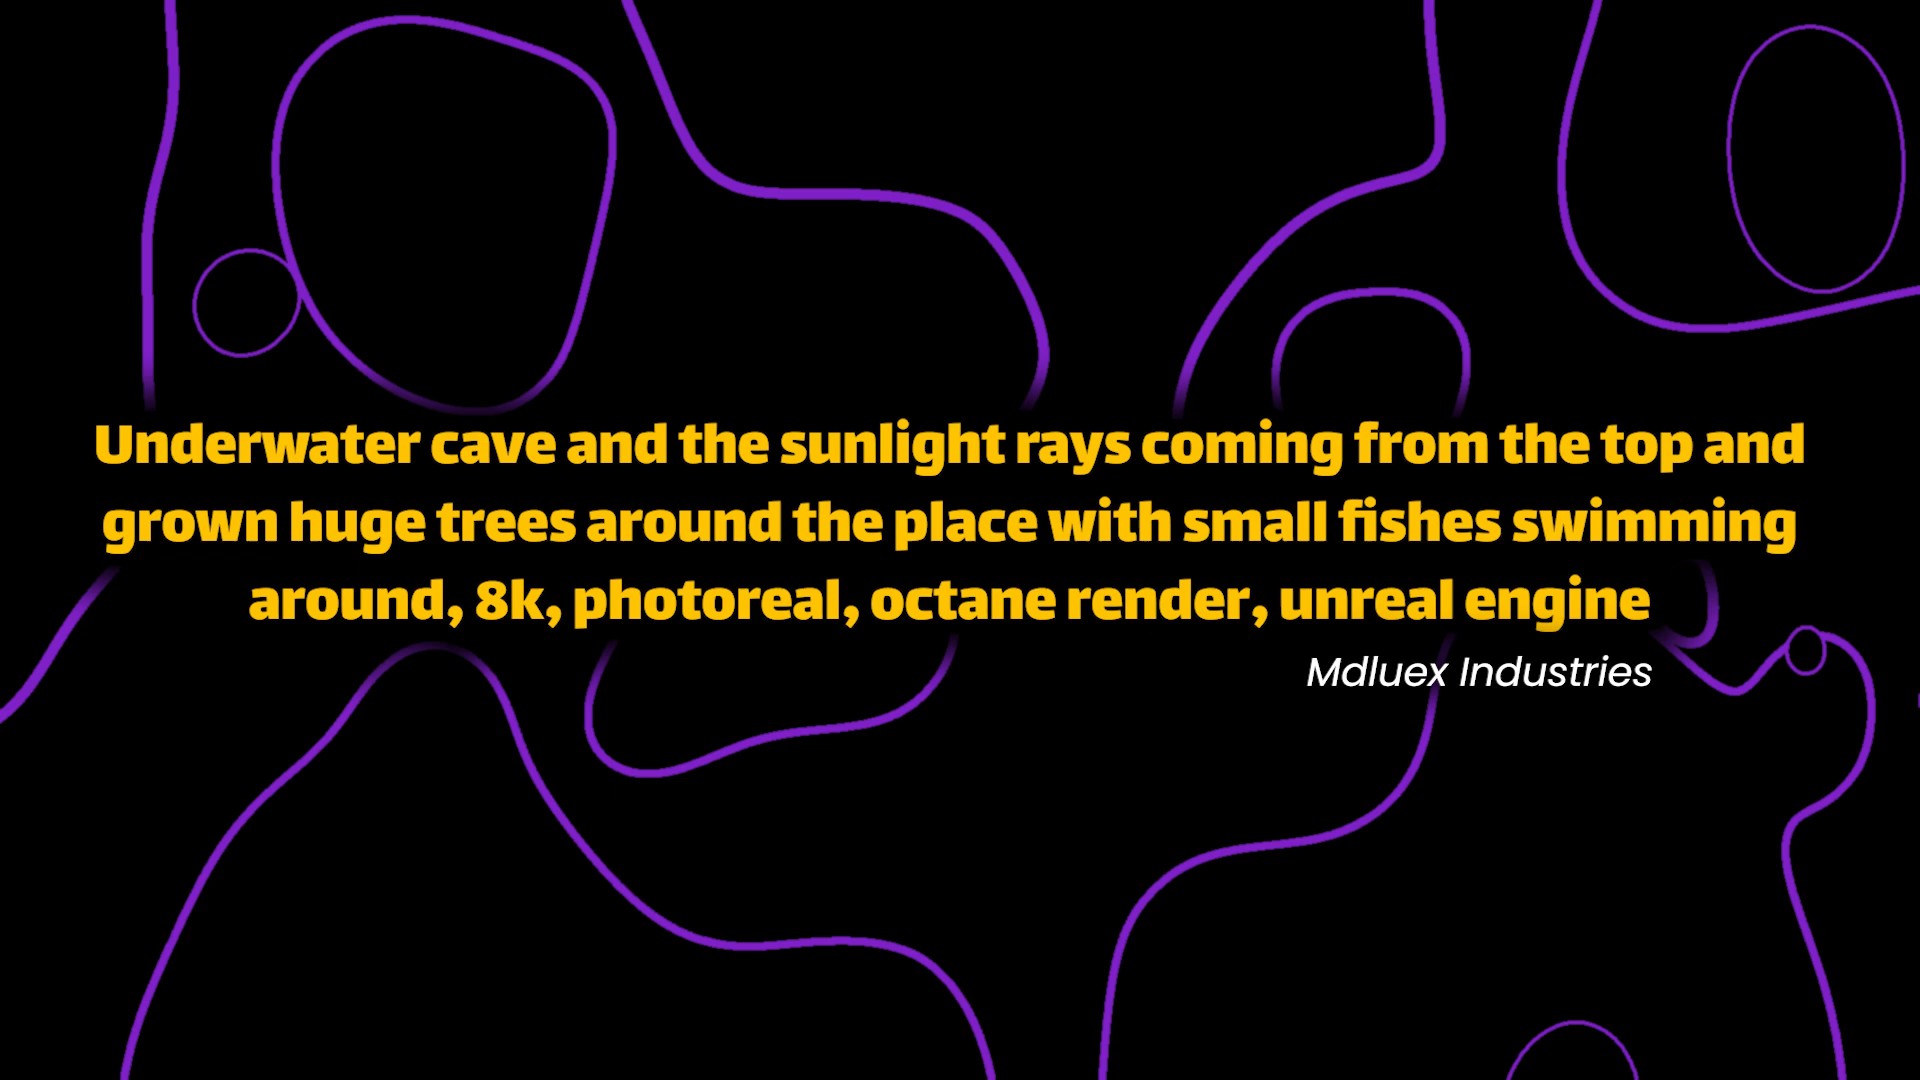 Underwater cave and the sunlight rays coming from the top and
grown huge trees around the place with small fishes swimming
around, 8k, photoreal, octane render, unreal engine
Mdluex Industries